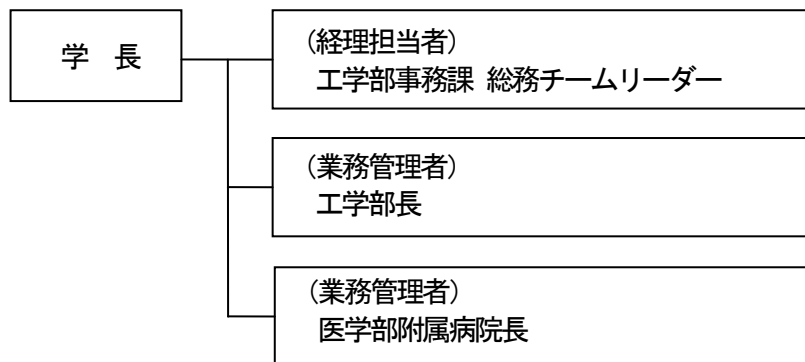 学 長
(経理担当者)
工学部事務課 総務チームリーダー
(業務管理者)
工学部長
(業務管理者)
医学部附属病院長